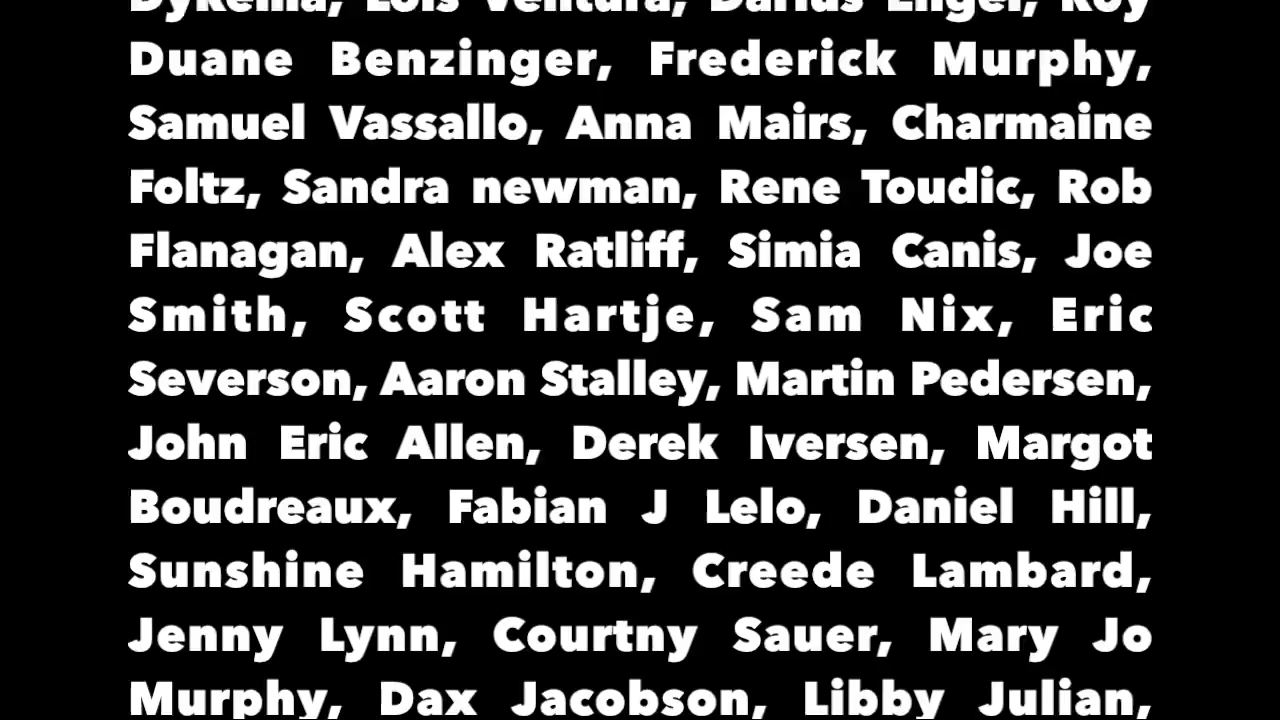 Dykema, Lois Ventura, Darius Engel, Roy
Duane Benzinger, Frederick Murphy,
Samuel Vassallo, Anna Mairs, Charmaine
Foltz, Sandra newman, Rene Toudic, Rob
Flanagan, Alex Ratliff, Simia Canis, Joe
Smith, Scott Hartje, Sam Nix, Eric
Severson, Aaron Stalley, Martin Pedersen,
John Eric Allen, Derek Iversen, Margot
Boudreaux, Fabian J Lelo, Daniel Hill,
Sunshine Hamilton, Creede Lambard,
Jenny Lynn, Courtny Sauer, Mary Jo
Murphy, Dax Jacobson, Libby Julian,